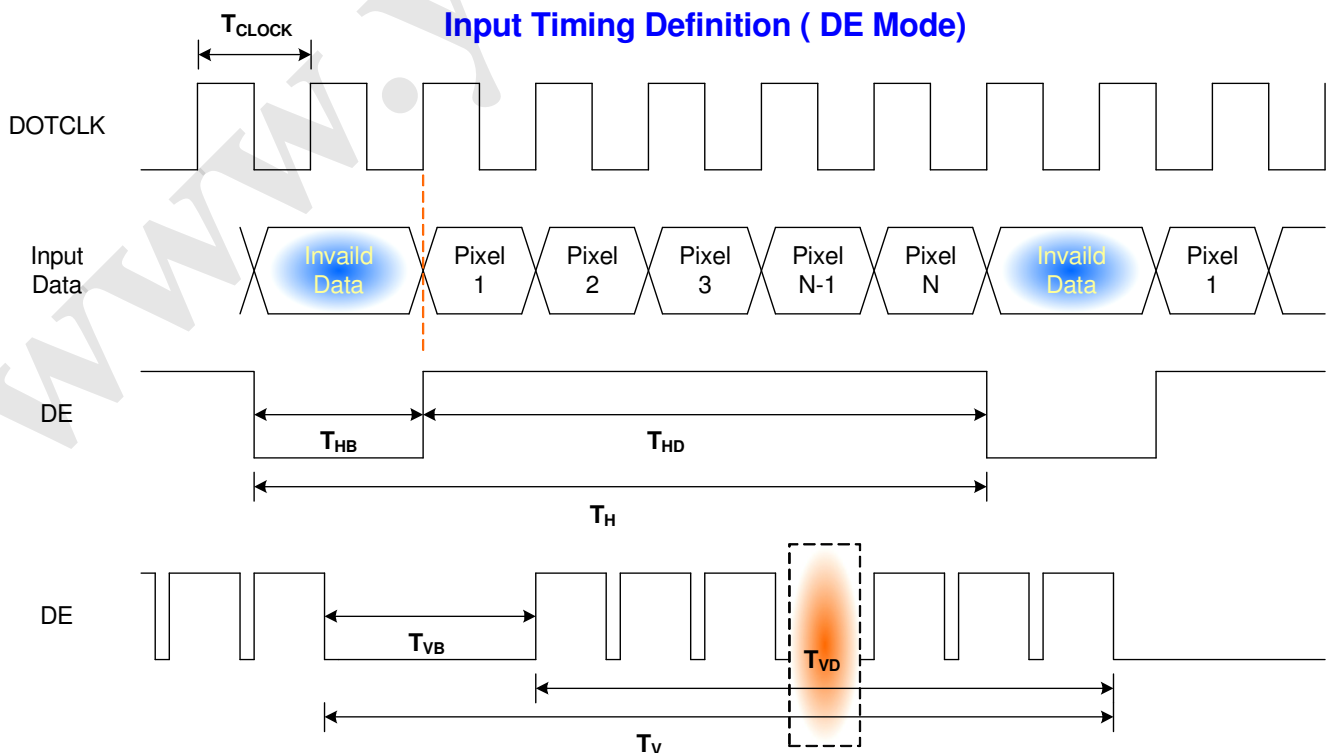 Input Timing Definition ( DE Mode)
TCLOCK
DOTCLK
Input
Data
Invaild
Data
Pixel
1
Pixel
2
Pixel
3
Pixel
N-1
Pixel
N
Invaild
Data
Pixel
1
DE
THB
THD
TH
DE
TVB
TVD
TV
www.y